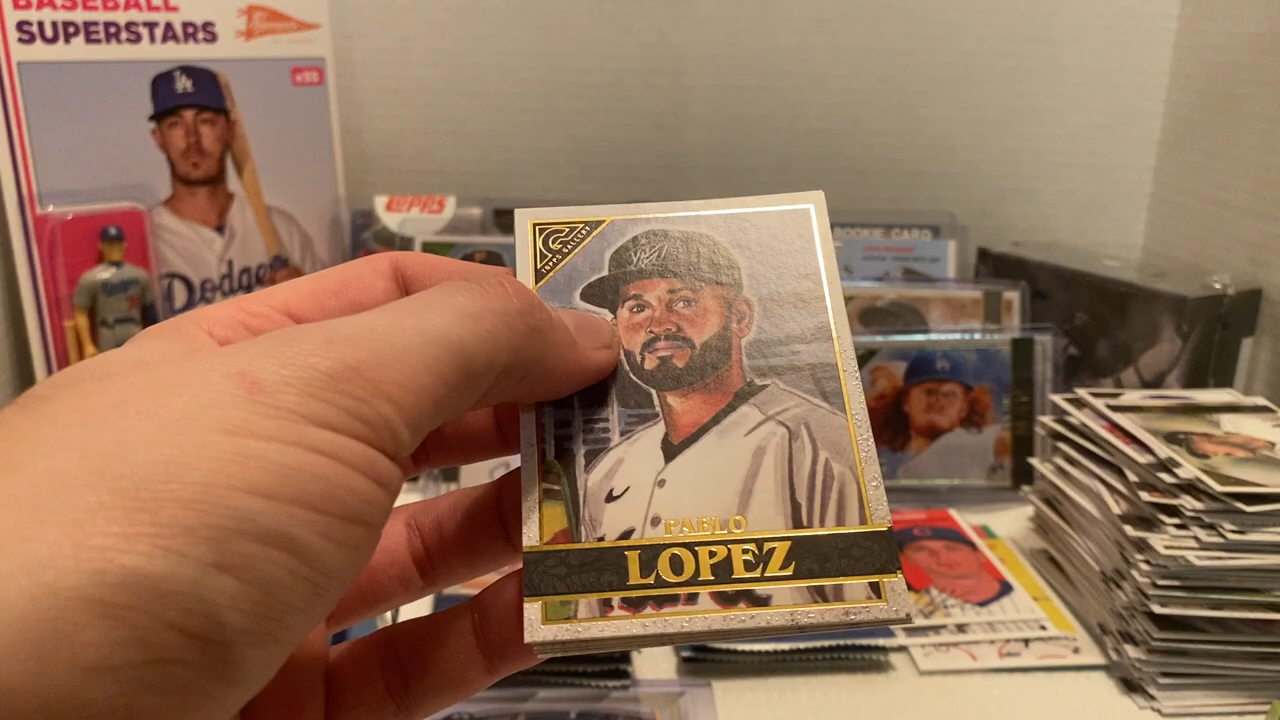 BASEBALL
SUPERSTARS
Dodgers
TOPPS
TOPPS GALLERY
PABLO
LOPEZ
ROOKIE CARD